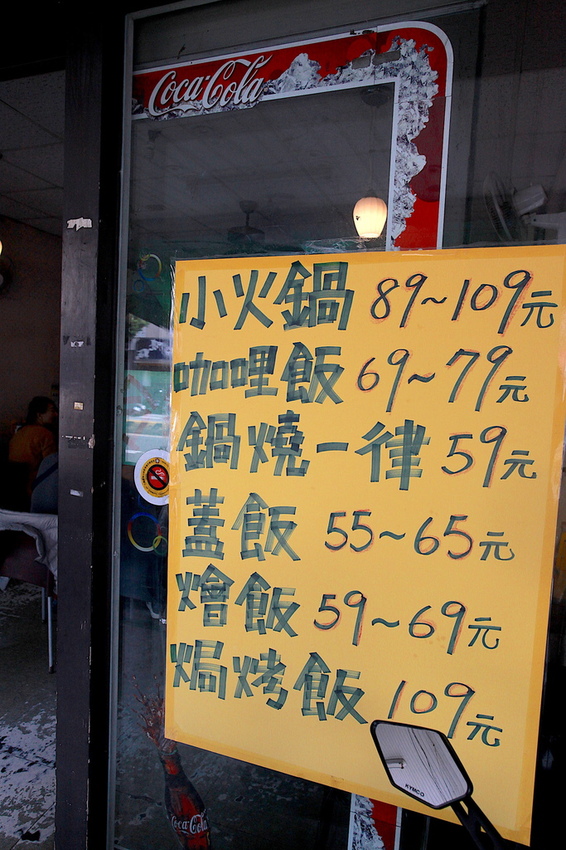 Coca-Cola
小火鍋 89~109元
咖哩飯 69~79元
鍋燒一律 59元
蓋飯 55~65元
燴飯 59~69元
焗烤飯 109元
KYMCO
Coca-Cola